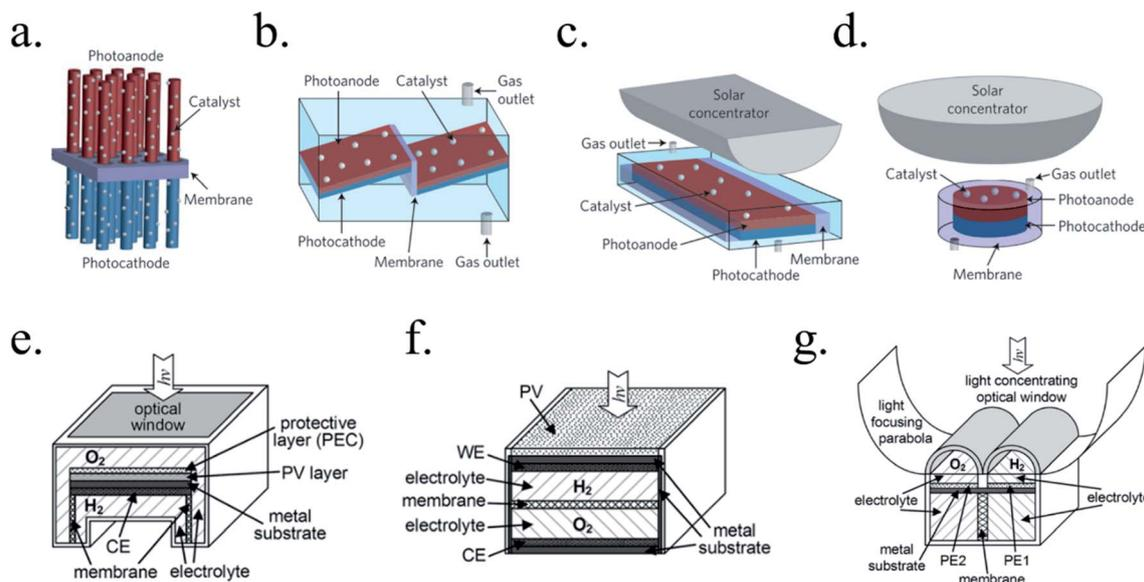 a.
Photoanode
Catalyst
Membrane
Photocathode
b.
Photoanode
Catalyst
Gas
outlet
Photocathode
Membrane
Gas outlet
c.
Solar
concentrator
Gas outlet
Catalyst
Photoanode
Photocathode
Membrane
d.
Solar
concentrator
Catalyst
Gas outlet
Photoanode
Photocathode
Membrane
e.
hν
optical
window
protective
layer (PEC)
O₂
PV layer
H₂
metal
substrate
CE
membrane
electrolyte
f.
PV
hν
WE
electrolyte
H₂
membrane
electrolyte
O₂
metal
substrate
CE
g.
hν
light concentrating
optical window
light
focusing
parabola
O₂
H₂
electrolyte
electrolyte
metal
substrate
PE2
PE1
membrane